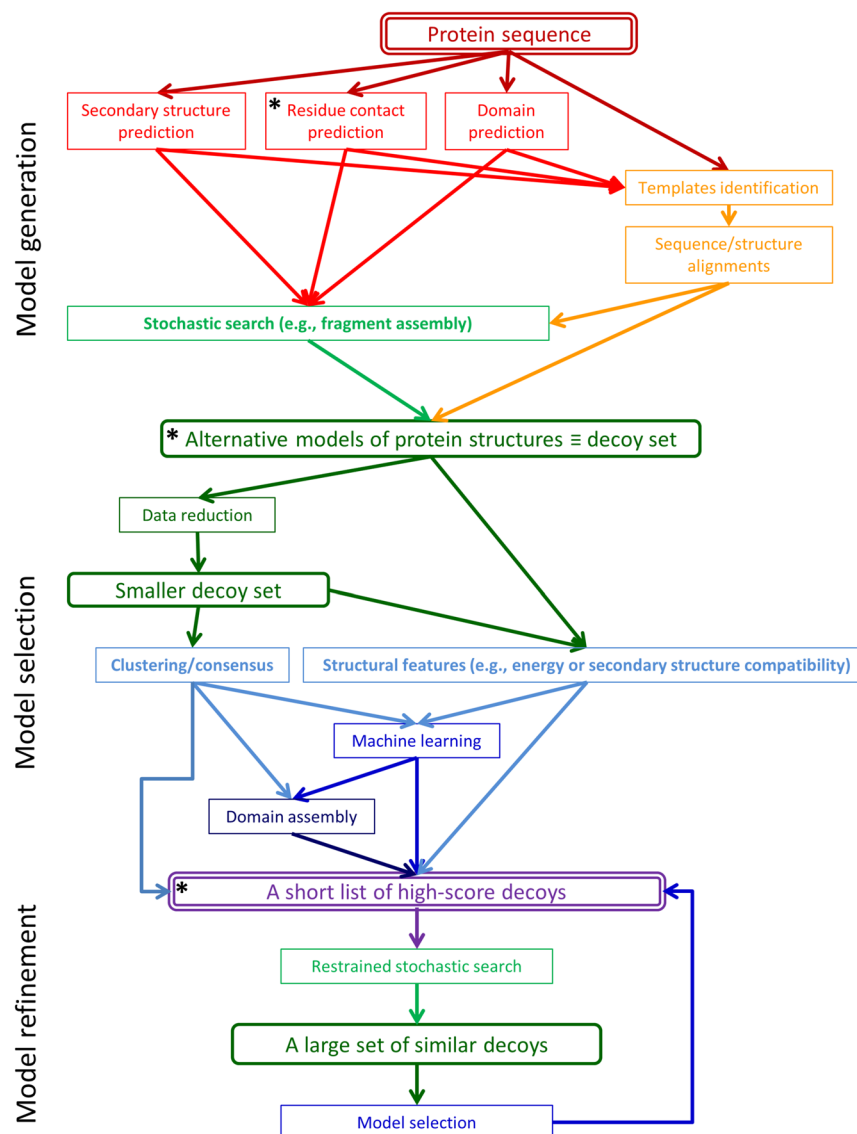 Protein sequence
Secondary structure
prediction
* Residue contact
prediction
Domain
prediction
Templates identification
Sequence/structure
alignments
Stochastic search (e.g., fragment assembly)
Model generation
* Alternative models of protein structures ≡ decoy set
Data reduction
Smaller decoy set
Clustering/consensus
Structural features (e.g., energy or secondary structure compatibility)
Machine learning
Domain assembly
Model selection
* A short list of high-score decoys
Restrained stochastic search
A large set of similar decoys
Model selection
Model refinement